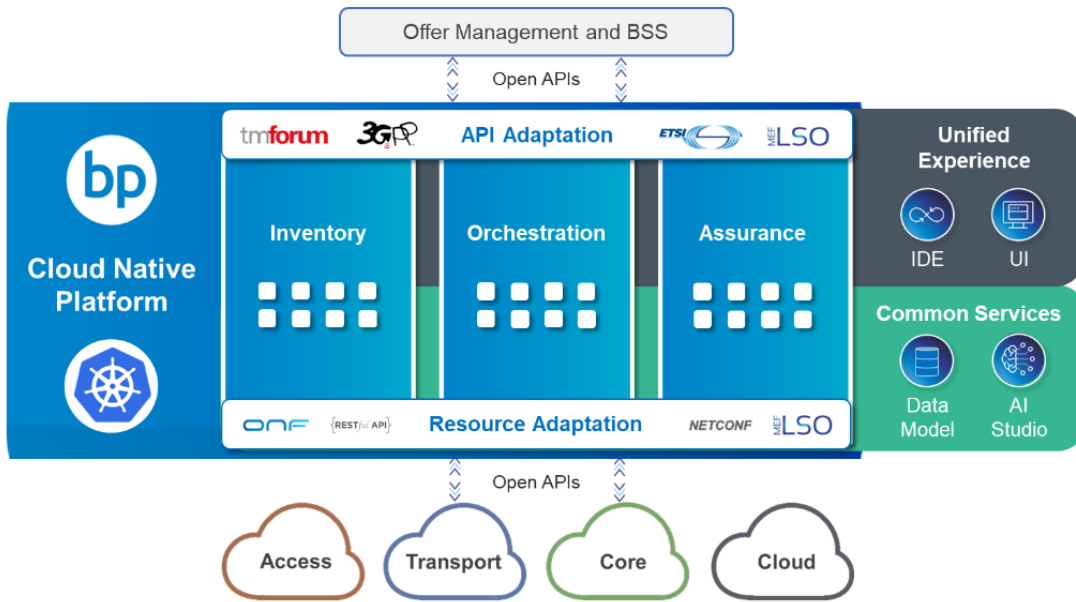 Offer Management and BSS
Open APIs
tmforum
3GPP
API Adaptation
ETSI
MEF LSO
bp
Cloud Native
Platform
Inventory
Orchestration
Assurance
Unified
Experience
IDE
UI
Common Services
Data
Model
AI
Studio
ONF
{RESTful API}
Resource Adaptation
NETCONF
MEF LSO
Open APIs
Access
Transport
Core
Cloud